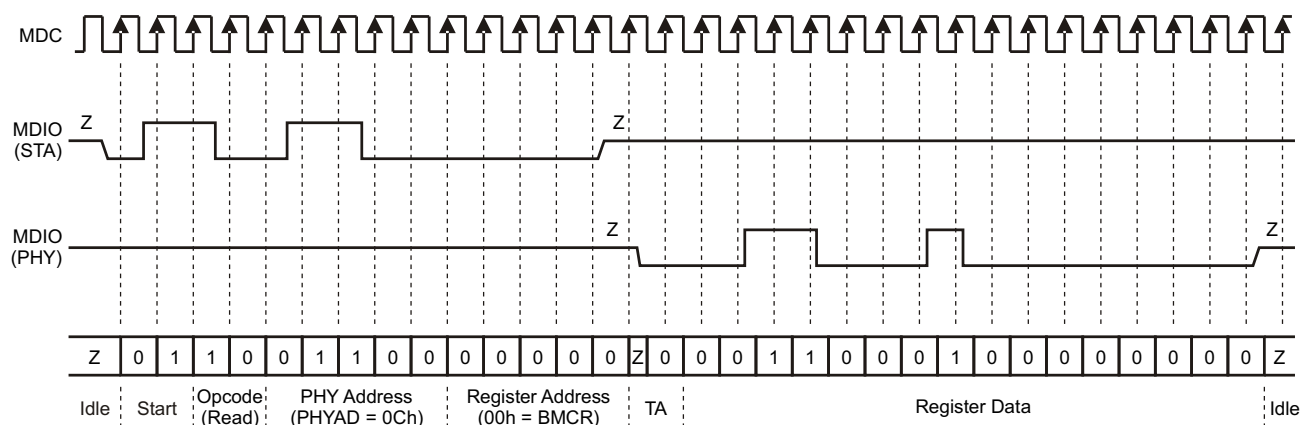 MDC
Z
Z
MDIO
(STA)
Z
Z
MDIO
(PHY)
Z 0 1 1 0 0 1 1 0 0 0 0 0 0 0 Z 0 0 0 1 1 0 0 0 1 0 0 0 0 0 0 0 0 Z
Idle Start Opcode PHY Address Register Address TA Register Data Idle
(Read) (PHYAD = 0Ch) (00h = BMCR)